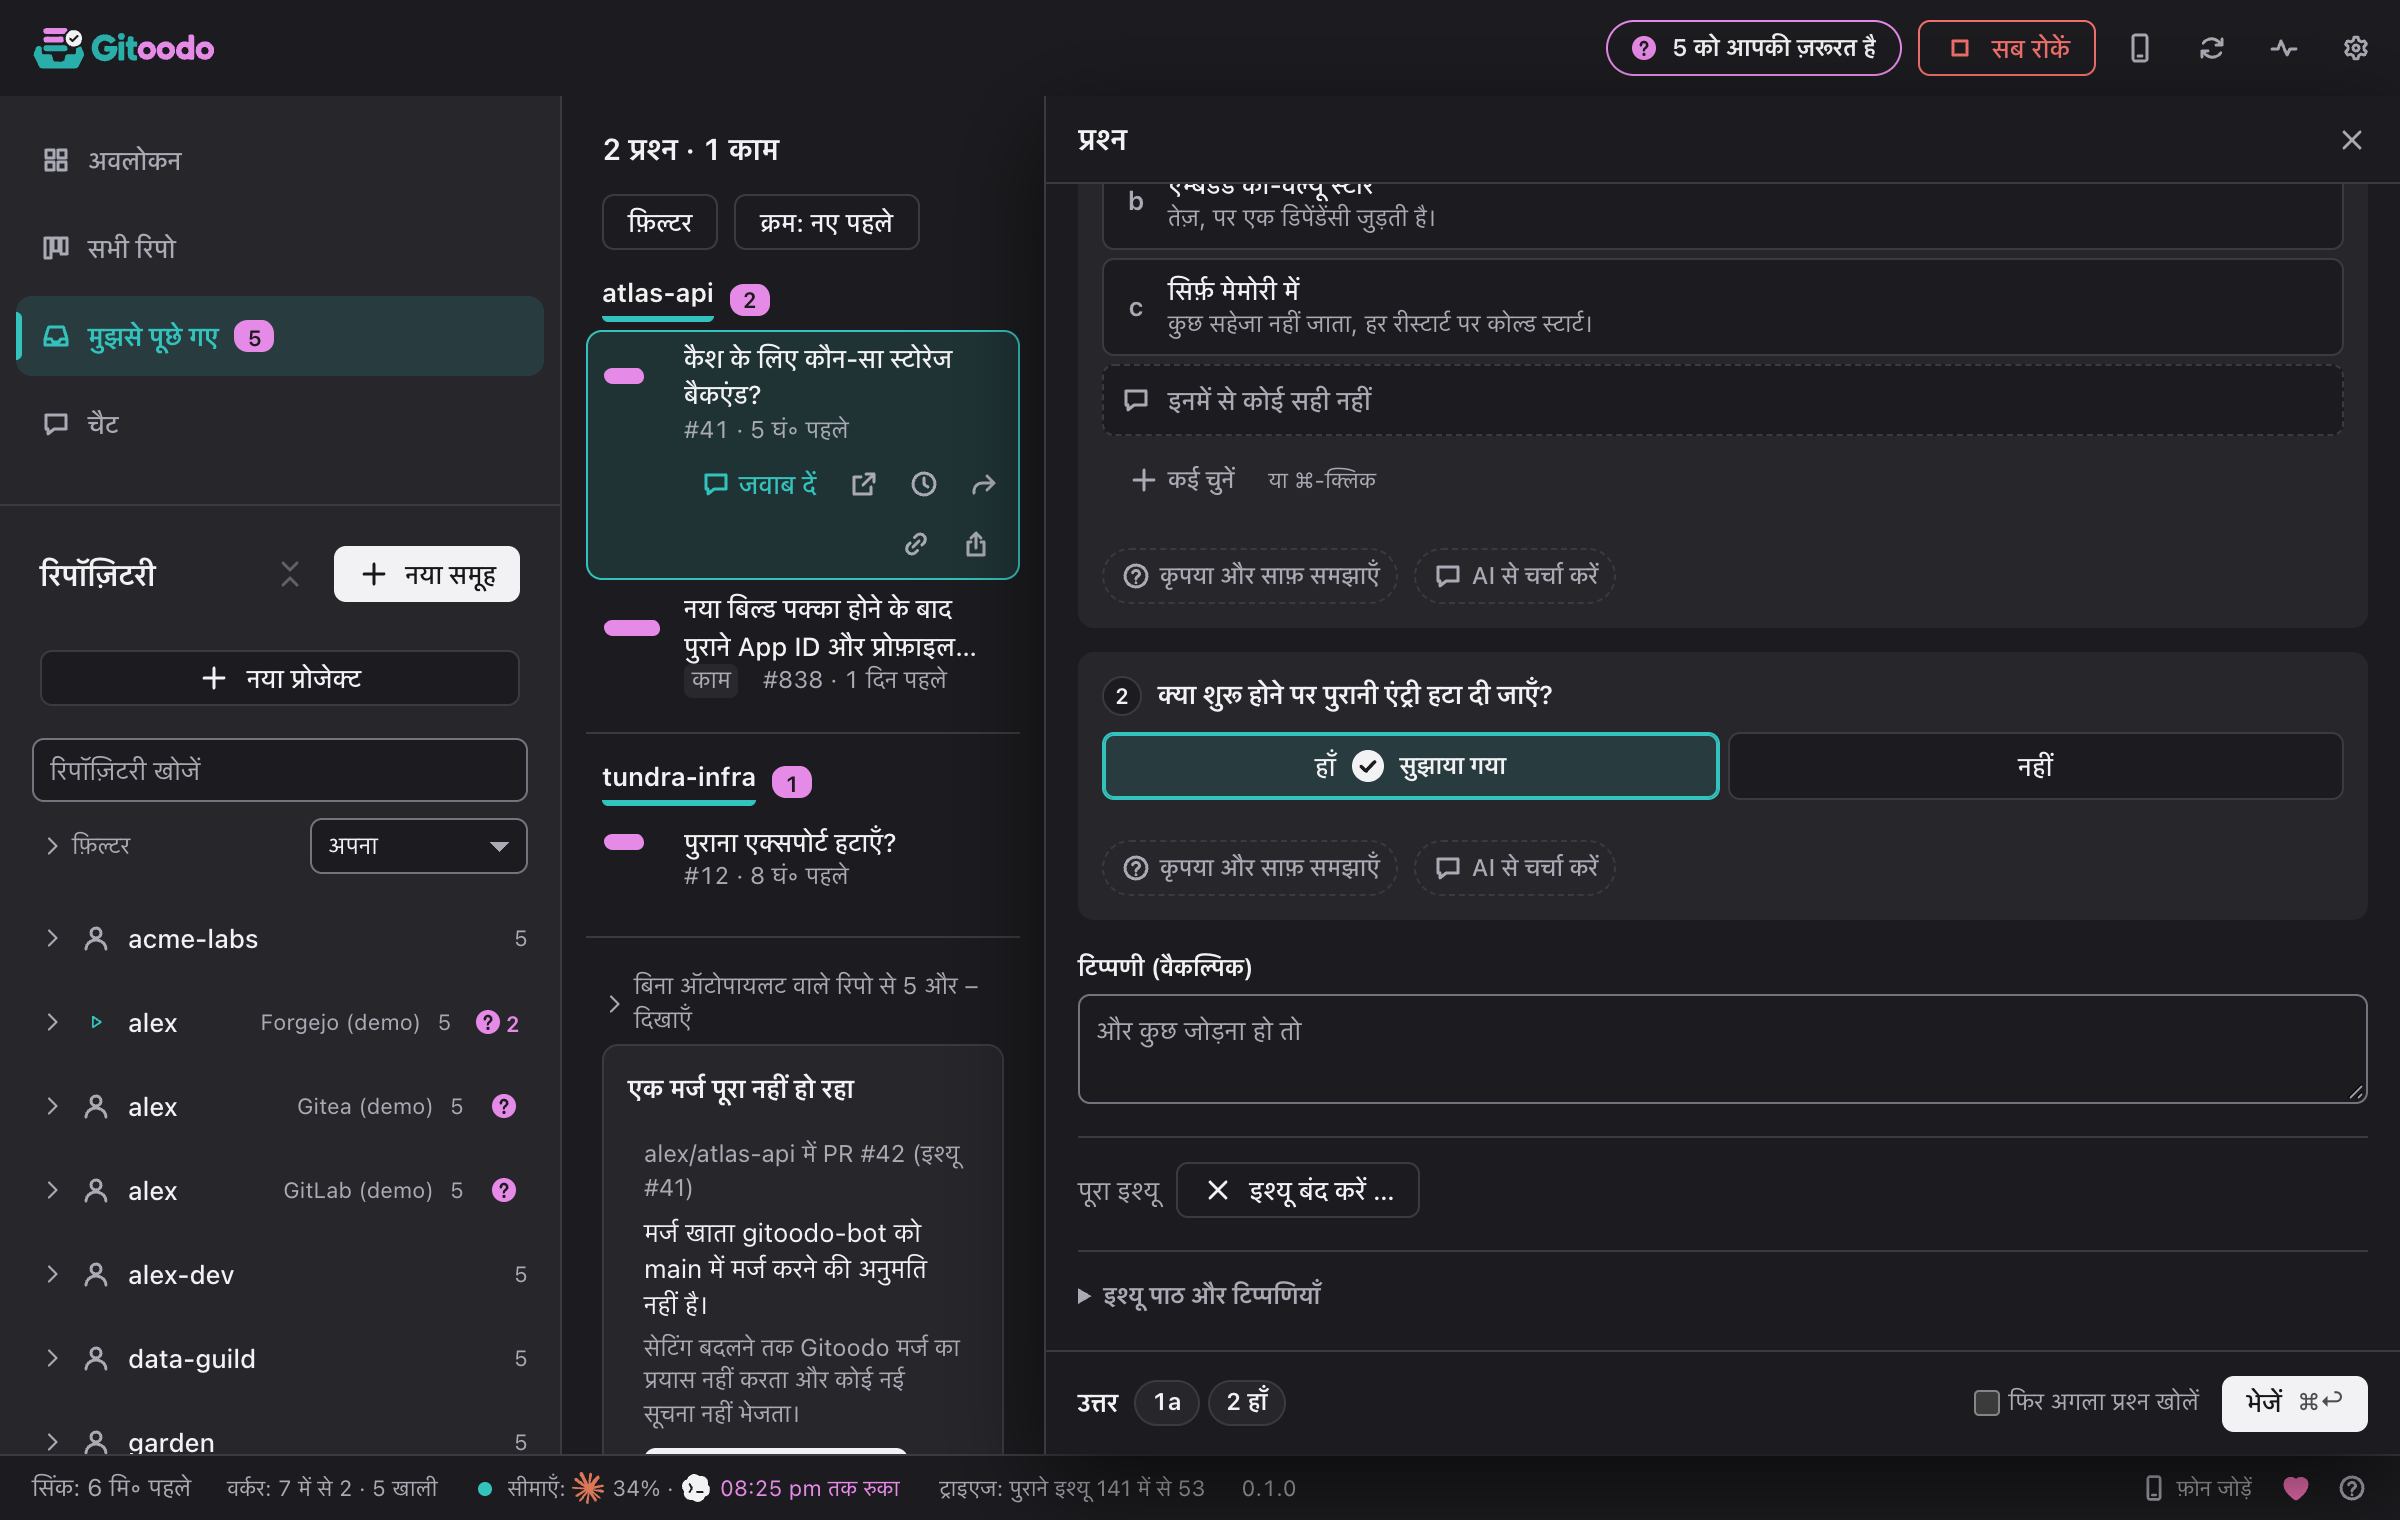 Gitoodo
5 को आपकी ज़रूरत है
सब रोकें
अवलोकन
सभी रिपो
मुझसे पूछे गए 5
चैट
रिपॉज़िटरी
नया समूह
नया प्रोजेक्ट
रिपॉज़िटरी खोजें
फ़िल्टर
अपना
acme-labs 5
alex Forgejo (demo) 5 2
alex Gitea (demo) 5
alex GitLab (demo) 5
alex-dev 5
data-guild 5
garden 5
2 प्रश्न · 1 काम
फ़िल्टर
क्रम: नए पहले
atlas-api 2
कैश के लिए कौन-सा स्टोरेज
बैकएंड?
#41 · 5 घं॰ पहले
जवाब दें
नया बिल्ड पक्का होने के बाद
पुराने App ID और प्रोफ़ाइल…
काम #838 · 1 दिन पहले
tundra-infra 1
पुराना एक्सपोर्ट हटाएँ?
#12 · 8 घं॰ पहले
बिना ऑटोपायलट वाले रिपो से 5 और –
दिखाएँ
एक मर्ज पूरा नहीं हो रहा
alex/atlas-api में PR #42 (इश्यू
#41)
मर्ज खाता gitoodo-bot को
main में मर्ज करने की अनुमति
नहीं है।
सेटिंग बदलने तक Gitoodo मर्ज का
प्रयास नहीं करता और कोई नई
सूचना नहीं भेजता।
प्रश्न
b एम्बेडेड की-वैल्यू स्टोर
तेज़, पर एक डिपेंडेंसी जुड़ती है।
c सिर्फ़ मेमोरी में
कुछ सहेजा नहीं जाता, हर रीस्टार्ट पर कोल्ड स्टार्ट।
इनमें से कोई सही नहीं
कई चुनें या ⌘-क्लिक
कृपया और साफ़ समझाएँ
AI से चर्चा करें
2 क्या शुरू होने पर पुरानी एंट्री हटा दी जाएँ?
हाँ सुझाया गया
नहीं
कृपया और साफ़ समझाएँ
AI से चर्चा करें
टिप्पणी (वैकल्पिक)
और कुछ जोड़ना हो तो
पूरा इश्यू
इश्यू बंद करें …
इश्यू पाठ और टिप्पणियाँ
उत्तर 1a 2 हाँ
फिर अगला प्रश्न खोलें
भेजें ⌘↩
सिंक: 6 मि॰ पहले
वर्कर: 7 में से 2 · 5 खाली
सीमाएँ: 34% · 08:25 pm तक रुका
ट्राइएज: पुराने इश्यू 141 में से 53
0.1.0
फ़ोन जोड़ें